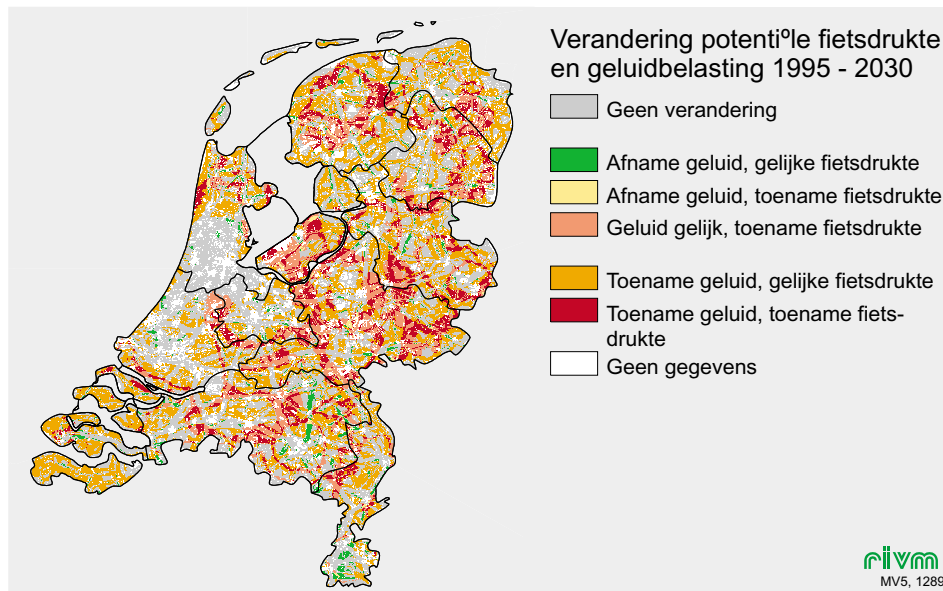 Verandering potentiºle fietsdrukte
en geluidbelasting 1995 - 2030
Geen verandering
Afname geluid, gelijke fietsdrukte
Afname geluid, toename fietsdrukte
Geluid gelijk, toename fietsdrukte
Toename geluid, gelijke fietsdrukte
Toename geluid, toename fiets-
drukte
Geen gegevens
rivm
MV5, 1289